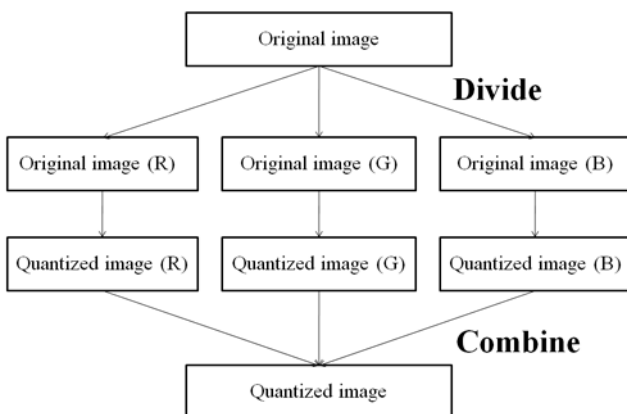 Original image
Divide
Original image (R)
Original image (G)
Original image (B)
Quantized image (R)
Quantized image (G)
Quantized image (B)
Combine
Quantized image